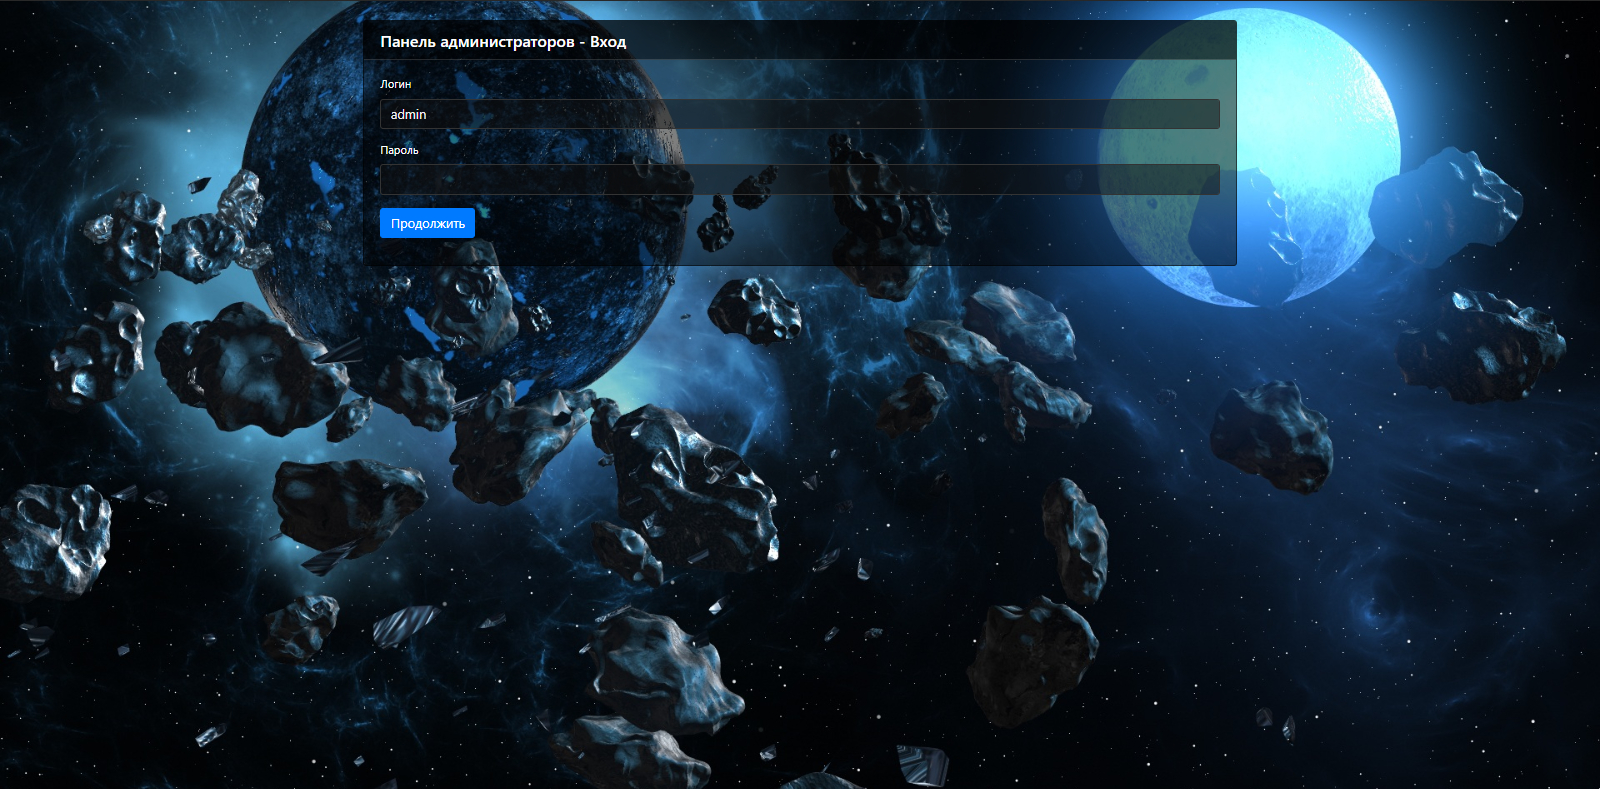 Панель администраторов - Вход
Логин
admin
Пароль
Продолжить